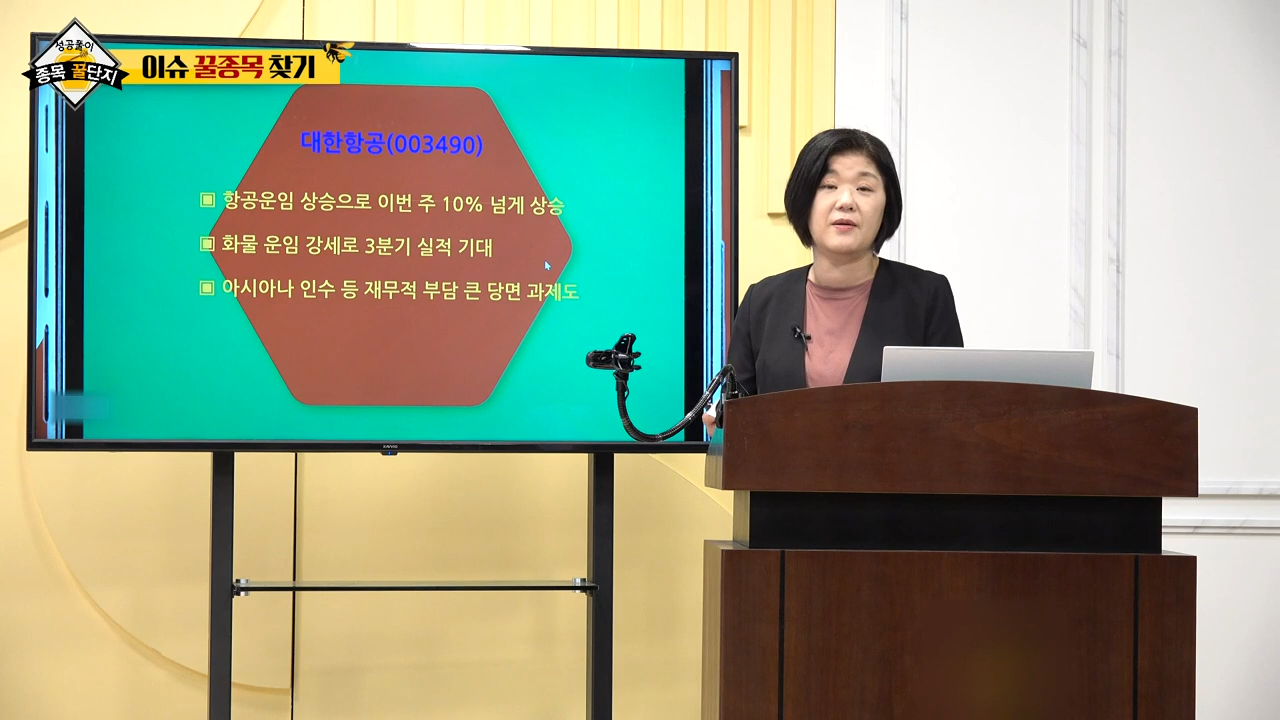 성공풀이
종목 꿀단지
이슈 꿀종목 찾기
대한항공(003490)
▣ 항공운임 상승으로 이번 주 10% 넘게 상승
▣ 화물 운임 강세로 3분기 실적 기대
▣ 아시아나 인수 등 재무적 부담 큰 당면 과제도